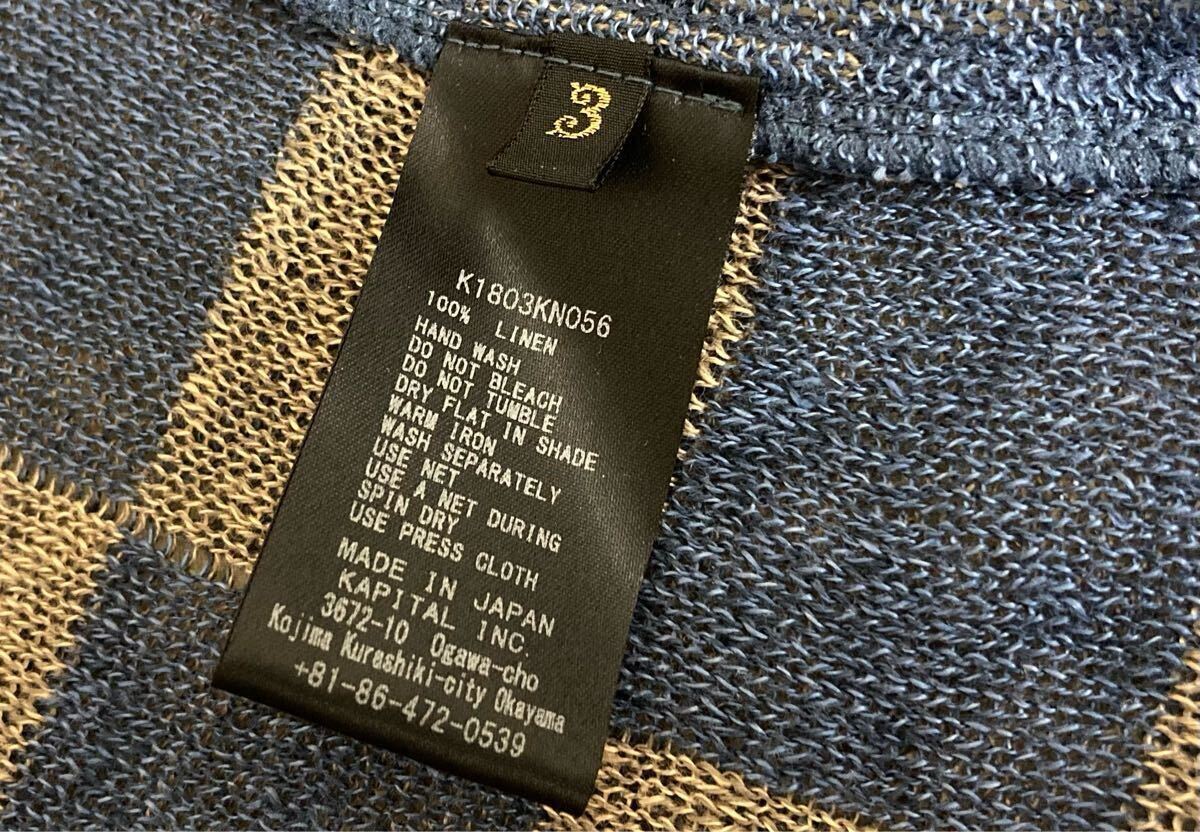 3
K1803KN056
100% LINEN
HAND WASH
DO NOT BLEACH
DO NOT TUMBLE
DRY FLAT IN SHADE
WARM IRON
WASH SEPARATELY
USE NET
USE A NET DURING
SPIN DRY
USE PRESS CLOTH
MADE IN JAPAN
KAPITAL INC.
3672-10 Ogawa-cho
Kojima Kurashiki-city Okayama
+81-86-472-0539